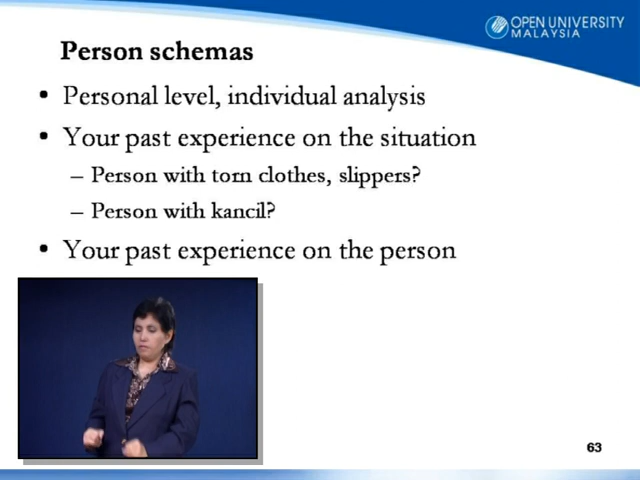 OPEN UNIVERSITY
MALAYSIA
Person schemas
• Personal level, individual analysis
• Your past experience on the situation
– Person with torn clothes, slippers?
– Person with kancil?
• Your past experience on the person
63